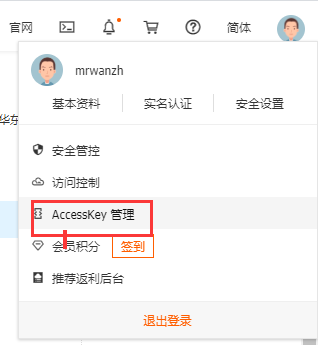 官网 简体
mrwanzh
基本资料 实名认证 安全设置
华东
安全管控
访问控制
AccessKey 管理
会员积分 签到
推荐返利后台
退出登录